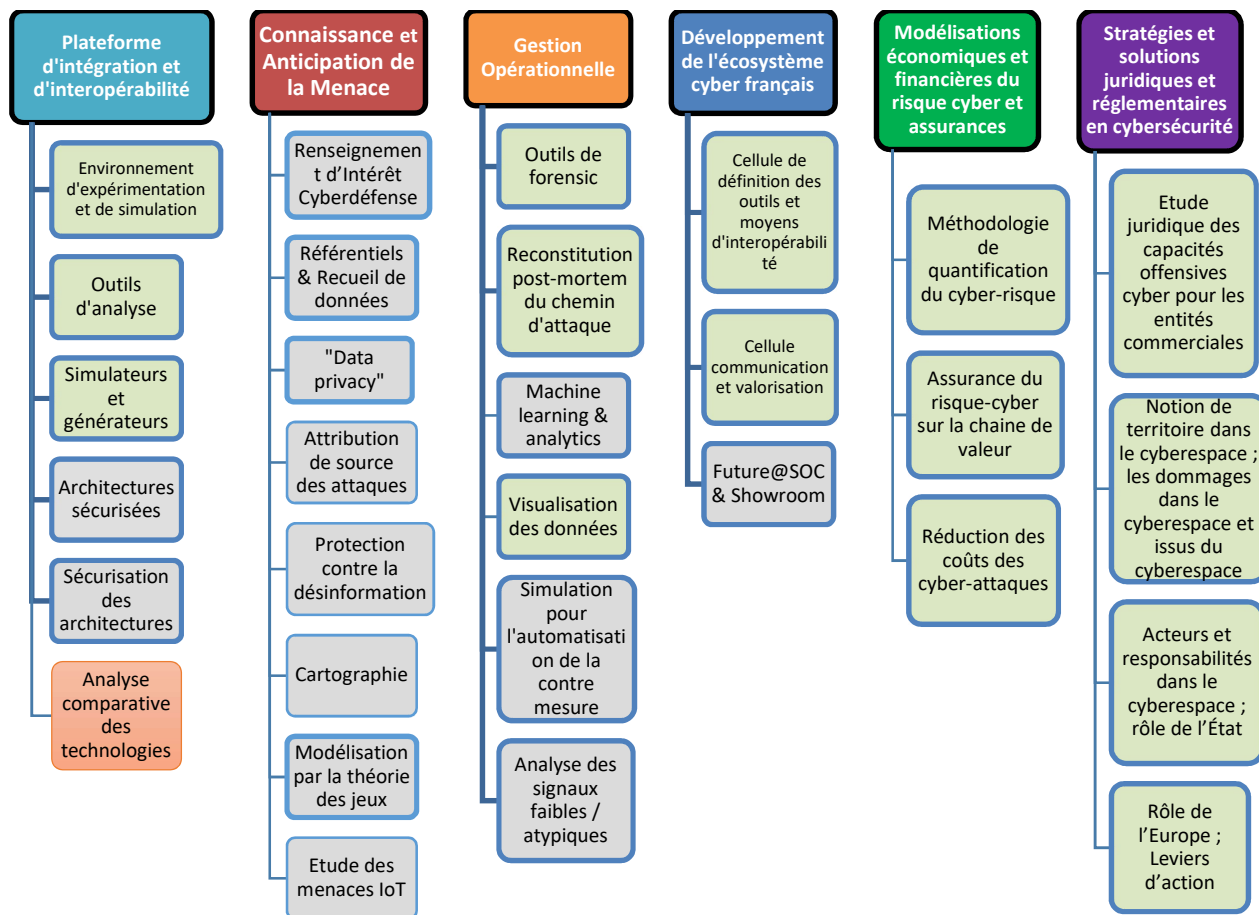 Plateforme
d'intégration et
d'interopérabilité
Environnement
d'expérimentation
et de simulation
Outils
d'analyse
Simulateurs
et
générateurs
Architectures
sécurisées
Sécurisation
des
architectures
Analyse
comparative
des
technologies
Connaissance et
Anticipation de
la Menace
Renseignemen
t d’Intérêt
Cyberdéfense
Référentiels
& Recueil de
données
"Data
privacy"
Attribution
de source
des attaques
Protection
contre la
désinformation
Cartographie
Modélisation
par la théorie
des jeux
Etude des
menaces IoT
Gestion
Opérationnelle
Outils de
forensic
Reconstitution
post-mortem
du chemin
d'attaque
Machine
learning &
analytics
Visualisation
des données
Simulation
pour
l'automatisati
on de la
contre
mesure
Analyse des
signaux
faibles /
atypiques
Développement
de l'écosystème
cyber français
Cellule de
définition des
outils et
moyens
d'interopérabili
té
Cellule
communication
et valorisation
Future@SOC
& Showroom
Modélisations
économiques et
financières du
risque cyber et
assurances
Méthodologie
de
quantification
du cyber-risque
Assurance du
risque-cyber
sur la chaine de
valeur
Réduction des
coûts des
cyber-attaques
Stratégies et
solutions
juridiques et
réglementaires
en cybersécurité
Etude
juridique des
capacités
offensives
cyber pour les
entités
commerciales
Notion de
territoire dans
le cyberespace ;
les dommages
dans le
cyberespace et
issus du
cyberespace
Acteurs et
responsabilités
dans le
cyberespace ;
rôle de l’État
Rôle de
l’Europe ;
Leviers
d’action